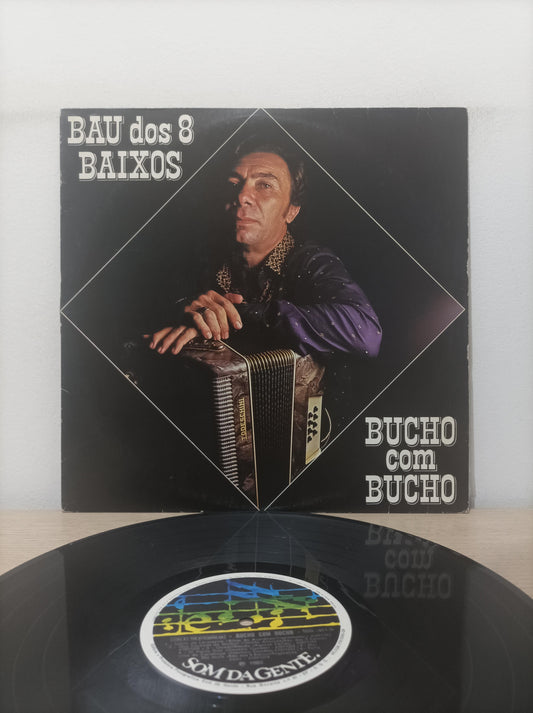 BAU dos 8
BAIXOS
TODESCHINI
BUCHO
com
BUCHO
BUCHO COM BUCHO
SOM DA GENTE.